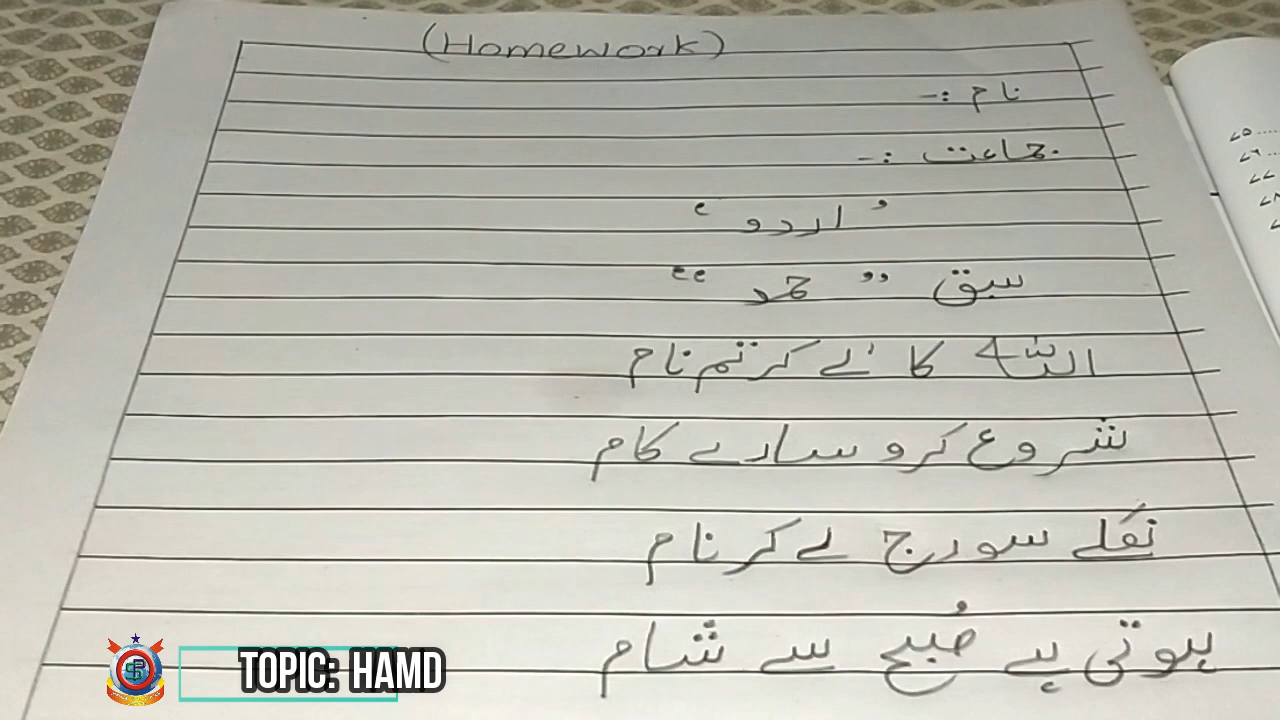 (Homework)
نام :-
جماعت :-
‘ اردو ’
سبق ” حمد “
اللہ کا لے کر تم نام
شروع کرو سارے کام
نکلے سورج لے کر نام
ہوتی ہے صُبح سے شام
TOPIC: HAMD